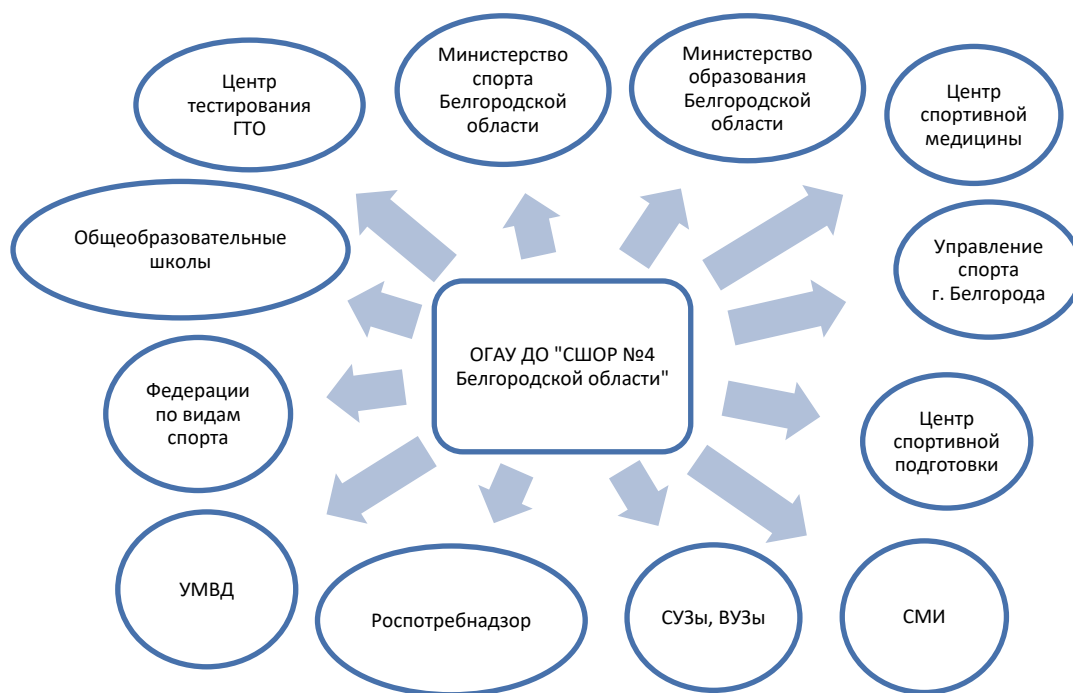 Центр
тестирования
ГТО
Министерство
спорта
Белгородской
области
Министерство
образования
Белгородской
области
Центр
спортивной
медицины
Общеобразовательные
школы
Управление
спорта
г. Белгорода
ОГАУ ДО "СШОР №4
Белгородской области"
Федерации
по видам
спорта
Центр
спортивной
подготовки
УМВД
Роспотребнадзор
СУЗы, ВУЗы
СМИ